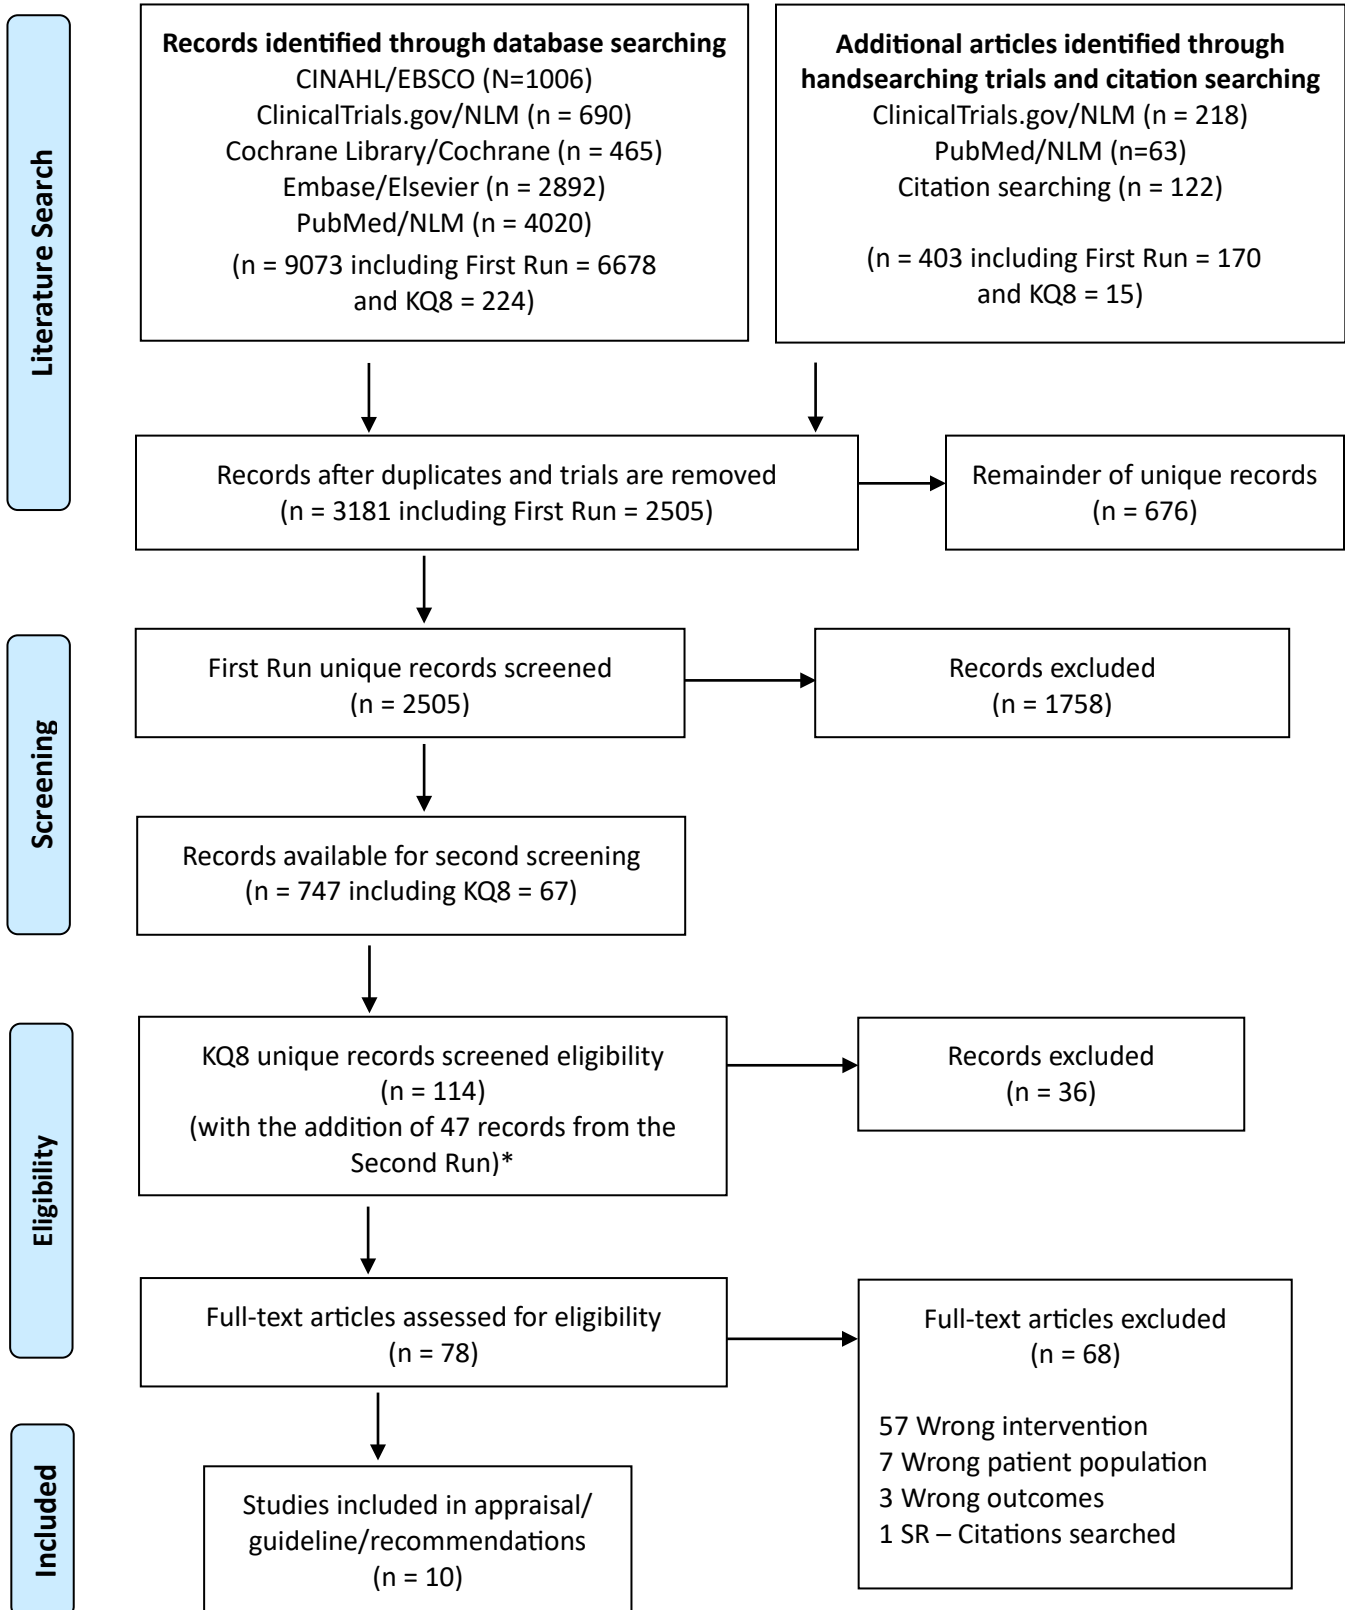 Literature Search
Records identified through database searching
CINAHL/EBSCO (N=1006)
ClinicalTrials.gov/NLM (n = 690)
Cochrane Library/Cochrane (n = 465)
Embase/Elsevier (n = 2892)
PubMed/NLM (n = 4020)
(n = 9073 including First Run = 6678
and KQ8 = 224)
Additional articles identified through
handsearching trials and citation searching
ClinicalTrials.gov/NLM (n = 218)
PubMed/NLM (n=63)
Citation searching (n = 122)
(n = 403 including First Run = 170
and KQ8 = 15)
Records after duplicates and trials are removed
(n = 3181 including First Run = 2505)
Remainder of unique records
(n = 676)
Screening
First Run unique records screened
(n = 2505)
Records excluded
(n = 1758)
Records available for second screening
(n = 747 including KQ8 = 67)
Eligibility
KQ8 unique records screened eligibility
(n = 114)
(with the addition of 47 records from the
Second Run)*
Records excluded
(n = 36)
Full-text articles assessed for eligibility
(n = 78)
Full-text articles excluded
(n = 68)
57 Wrong intervention
7 Wrong patient population
3 Wrong outcomes
1 SR – Citations searched
Included
Studies included in appraisal/
guideline/recommendations
(n = 10)